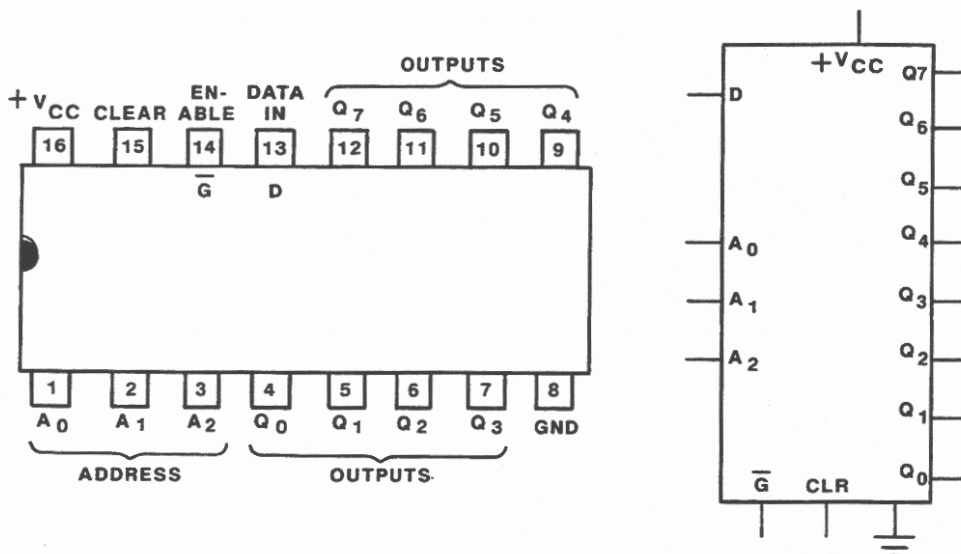 OUTPUTS
+ VCC CLEAR EN-ABLE DATA IN Q7 Q6 Q5 Q4
16 15 14 13 12 11 10 9
G̅ D
1 2 3 4 5 6 7 8
A0 A1 A2 Q0 Q1 Q2 Q3 GND
ADDRESS OUTPUTS
+VCC
D
A0
A1
A2
Q7
Q6
Q5
Q4
Q3
Q2
Q1
Q0
G̅ CLR